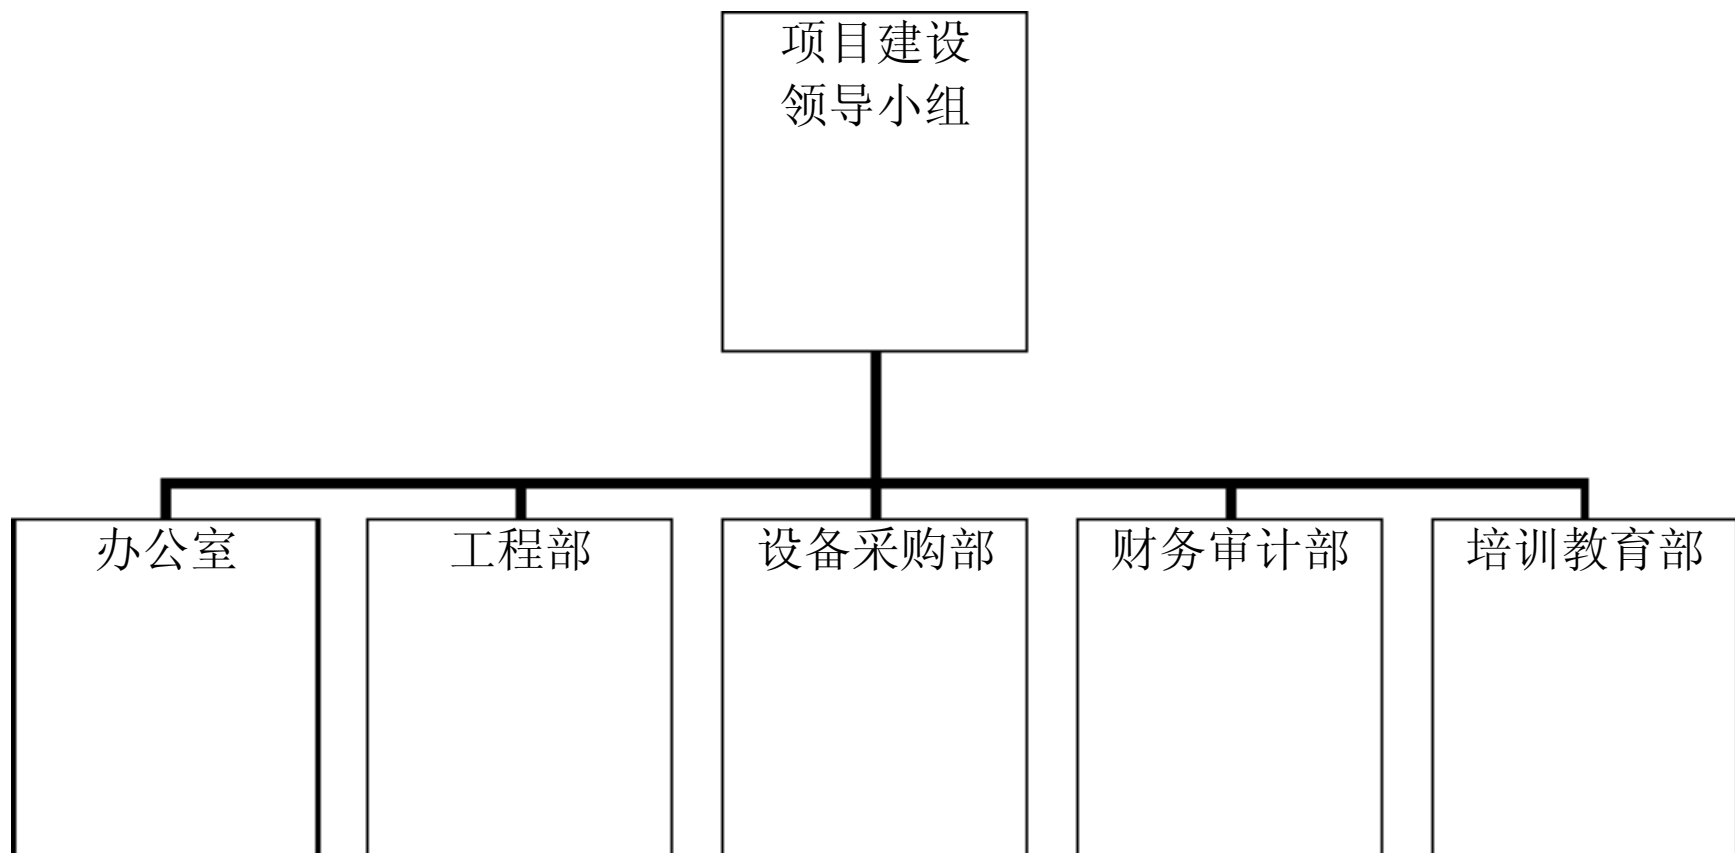 项目建设
领导小组
办公室
工程部
设备采购部
财务审计部
培训教育部